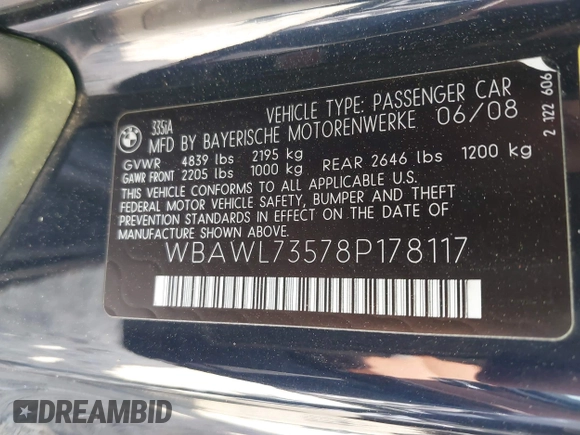 BMW
335iA
VEHICLE TYPE: PASSENGER CAR
MFD BY BAYERISCHE MOTORENWERKE 06/08
GVWR 4839 lbs 2195 kg
GAWR FRONT 2205 lbs 1000 kg REAR 2646 lbs 1200 kg
THIS VEHICLE CONFORMS TO ALL APPLICABLE U.S.
FEDERAL MOTOR VEHICLE SAFETY, BUMPER AND THEFT
PREVENTION STANDARDS IN EFFECT ON THE DATE OF
MANUFACTURE SHOWN ABOVE.
WBAWL73578P178117
2 122 606
DREAMBID